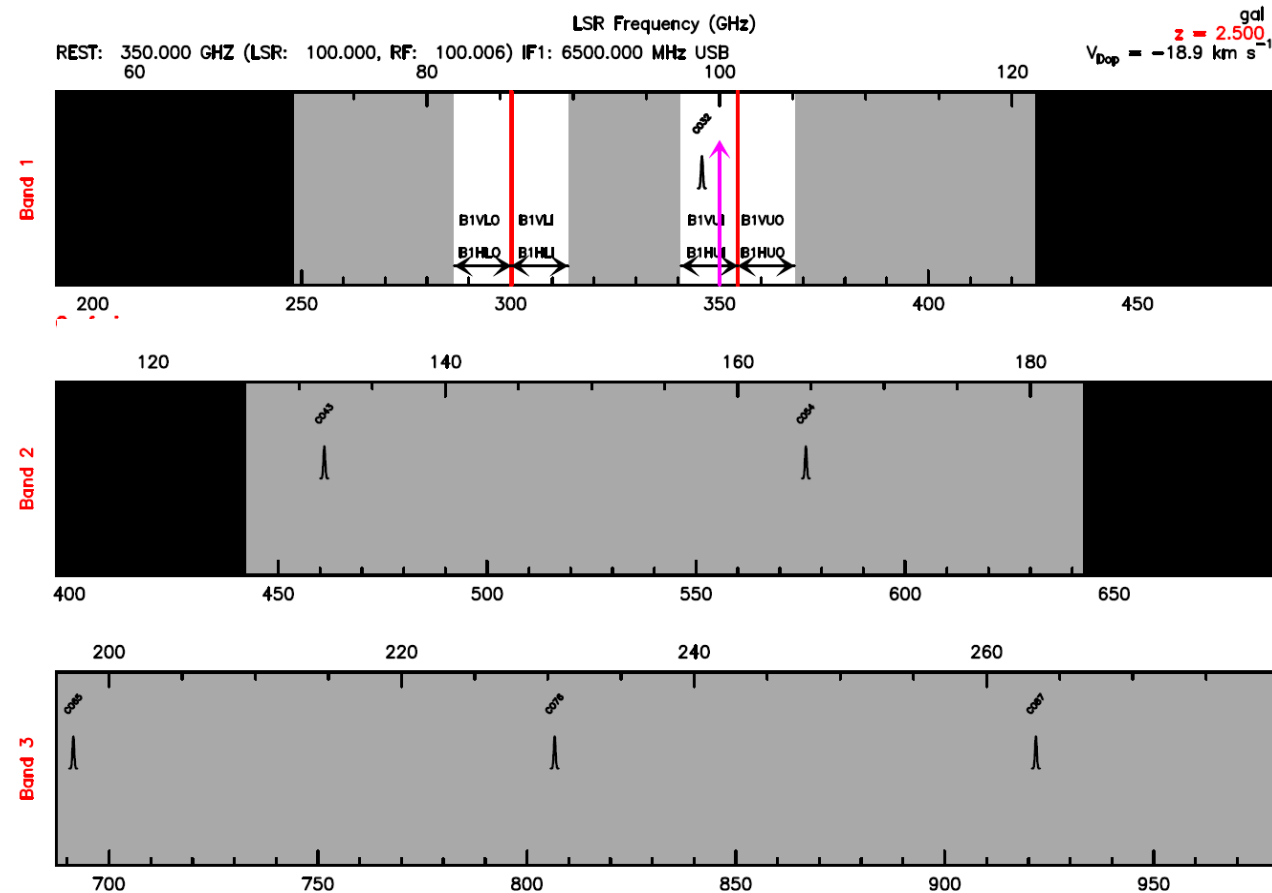 LSR Frequency (GHz)
gal
z = 2.500
REST: 350.000 GHZ (LSR: 100.000, RF: 100.006) IF1: 6500.000 MHz USB
VDop = -18.9 km s⁻¹
60 80 100 120
Band 1
CO32
B1VLO B1VLI B1VUI B1VUO
B1HLO B1HLI B1HUI B1HUO
200 250 300 350 400 450
120 140 160 180
Band 2
CO43 CO54
400 450 500 550 600 650
200 220 240 260
Band 3
CO65 CO76 CO87
700 750 800 850 900 950